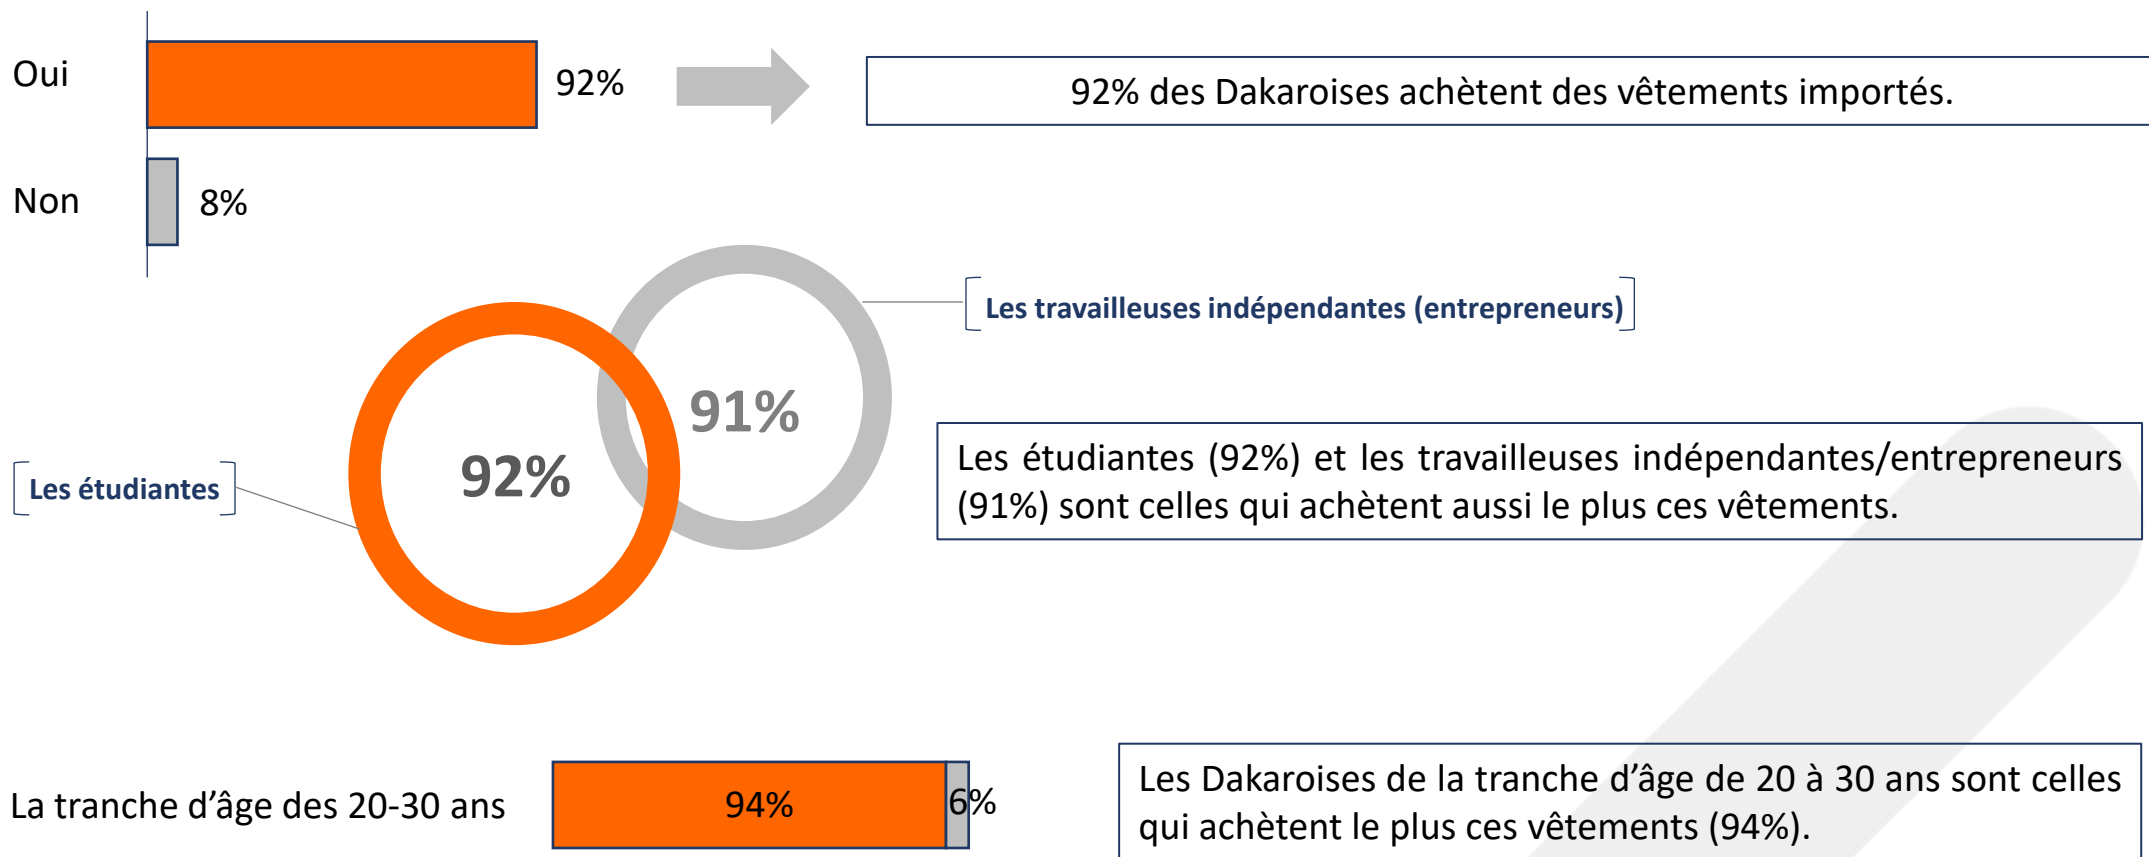 Oui
92%
92% des Dakaroises achètent des vêtements importés.
Non
8%
Les travailleuses indépendantes (entrepreneurs)
91%
92%
Les étudiantes
Les étudiantes (92%) et les travailleuses indépendantes/entrepreneurs
(91%) sont celles qui achètent aussi le plus ces vêtements.
La tranche d’âge des 20-30 ans
94%
6%
Les Dakaroises de la tranche d’âge de 20 à 30 ans sont celles
qui achètent le plus ces vêtements (94%).